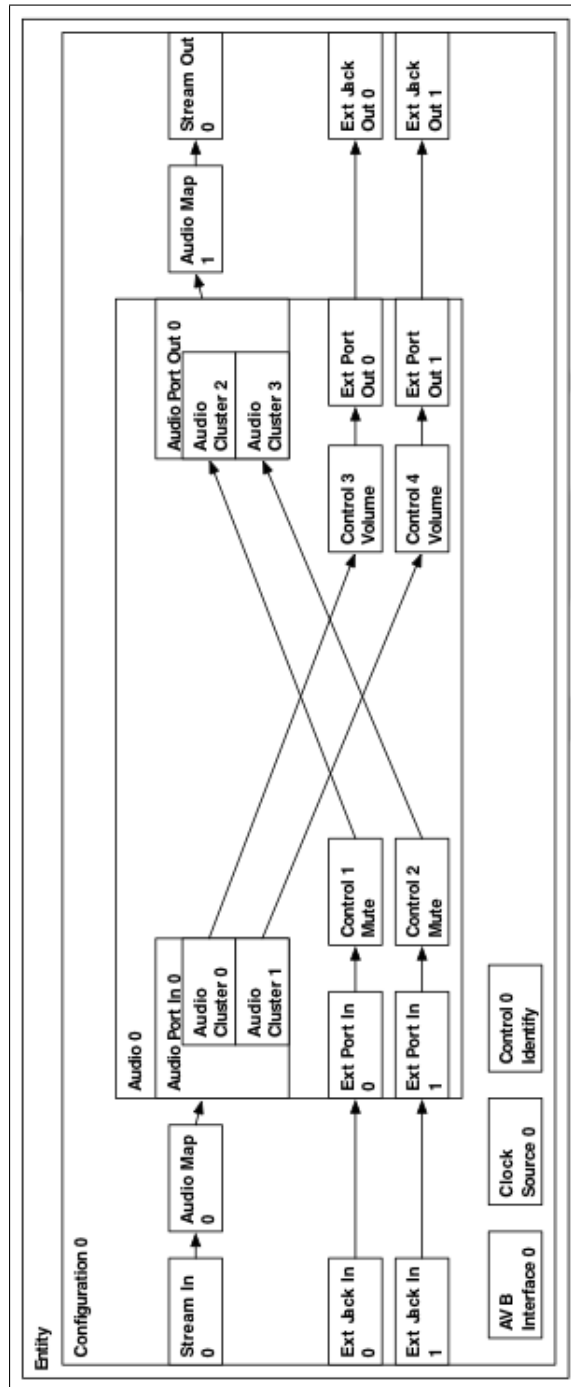 Entity
Configuration 0
Stream In
0
Audio Map
0
Audio 0
Audio Port In 0
Audio
Cluster 0
Audio
Cluster 1
Audio Port Out 0
Audio
Cluster 2
Audio
Cluster 3
Audio Map
1
Stream Out
0
Ext Jack In
0
Ext Port In
0
Control 1
Mute
Control 3
Volume
Ext Port
Out 0
Ext Jack
Out 0
Ext Jack In
1
Ext Port In
1
Control 2
Mute
Control 4
Volume
Ext Port
Out 1
Ext Jack
Out 1
AVB
Interface 0
Clock
Source 0
Control 0
Identify